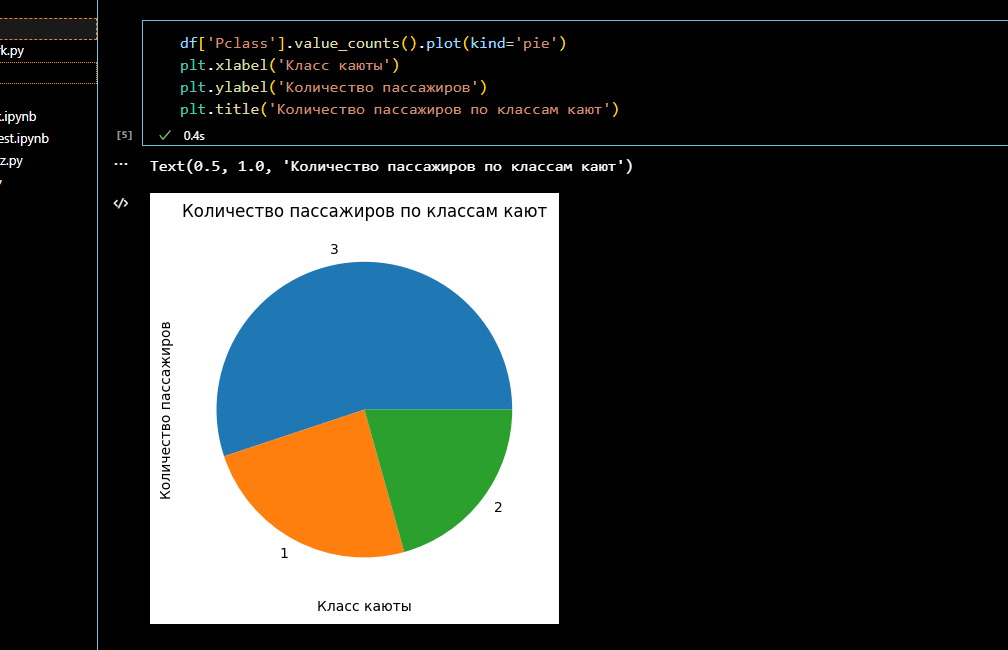 df['Pclass'].value_counts().plot(kind='pie')
plt.xlabel('Класс каюты')
plt.ylabel('Количество пассажиров')
plt.title('Количество пассажиров по классам кают')
[5]
0.4s
k.py
.ipynb
est.ipynb
z.py
Text(0.5, 1.0, 'Количество пассажиров по классам кают')
Количество пассажиров по классам кают
3
Количество пассажиров
2
1
Класс каюты